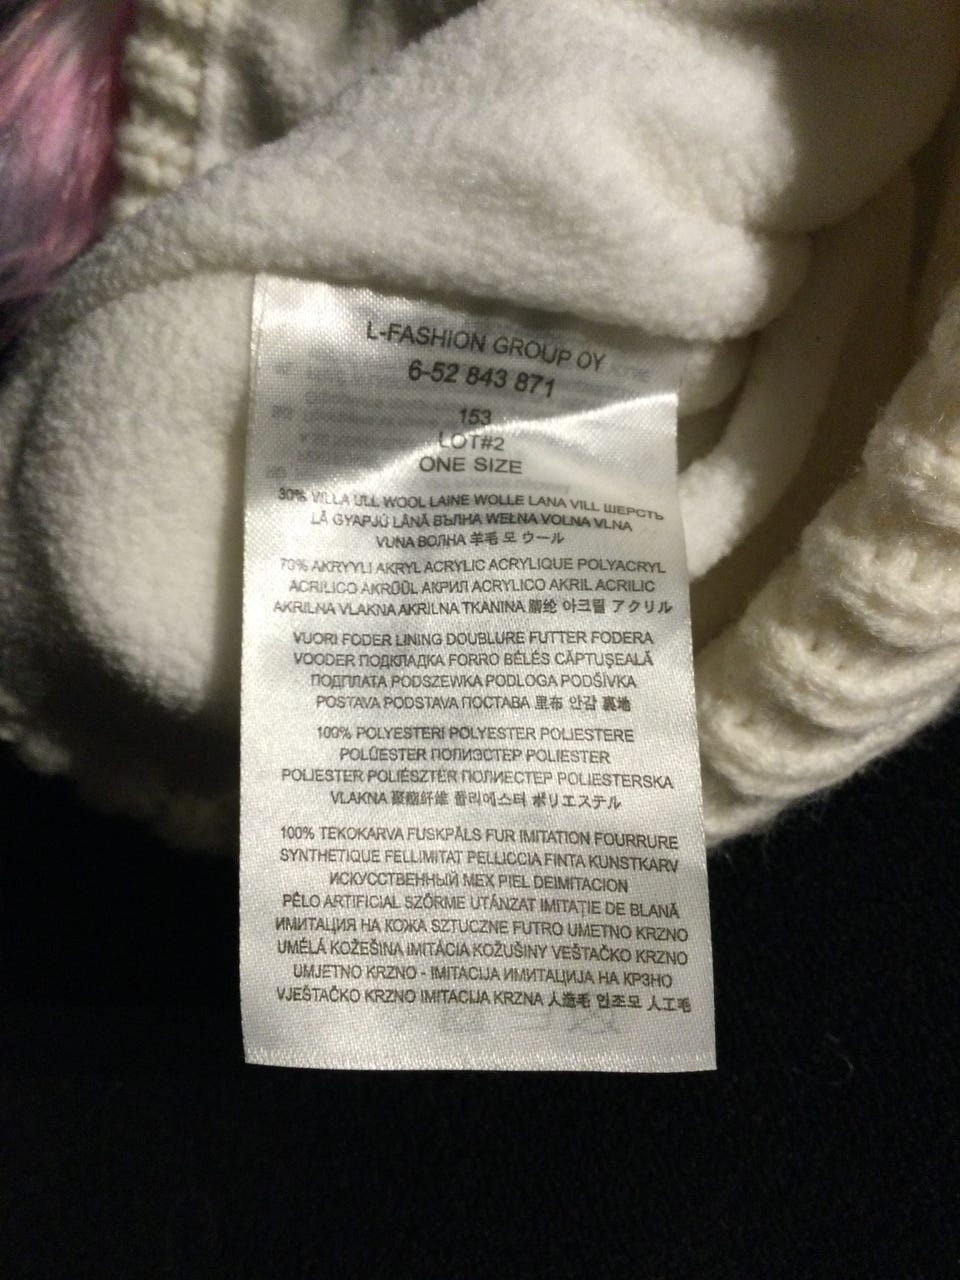 L-FASHION GROUP OY
6-52 843 871
153
LOT#2
ONE SIZE
30% VILLA ULL WOOL LAINE WOLLE LANA VILL ШЕРСТЬ
LÃ GYAPJÚ LÂNĂ ВЪЛНА WEŁNA VOLNA VLNA
VUNA ВОЛНА 羊毛 모 ウール
70% AKRYYLI AKRYL ACRYLIC ACRYLIQUE POLYACRYL
ACRILICO AKRÜÜL АКРИЛ ACRYLICO AKRIL ACRILIC
AKRILNA VLAKNA AKRILNA TKANINA 腈纶 아크릴 アクリル
VUORI FODER LINING DOUBLURE FUTTER FODERA
VOODER ПОДКЛАДКА FORRO BÉLÉS CĂPTUŞEALĂ
ПОДПЛАТА PODSZEWKA PODLOGA PODŠÍVKA
POSTAVA PODSTAVA ПОСТАВА 里布 안감 裏地
100% POLYESTERI POLYESTER POLIESTERE
POLÜESTER ПОЛИЭСТЕР POLIESTER
POLIESTER POLIÉSZTER ПОЛИЕСТЕР POLIESTERSKA
VLAKNA 聚酯纤维 폴리에스터 ポリエステル
100% TEKOKARVA FUSKPÄLS FUR IMITATION FOURRURE
SYNTHETIQUE FELLIMITAT PELLICCIA FINTA KUNSTKARV
ИСКУССТВЕННЫЙ МЕХ PIEL DEIMITACION
PÊLO ARTIFICIAL SZŐRME UTÁNZAT IMITAŢIE DE BLANĂ
ИМИТАЦИЯ НА КОЖА SZTUCZNE FUTRO UMETNO KRZNO
UMĚLÁ KOŽEŠINA IMITÁCIA KOŽUŠINY VEŠTAČKO KRZNO
UMJETNO KRZNO - IMITACIJA ИМИТАЦИЈА НА КРЗНО
VJEŠTAČKO KRZNO IMITACIJA KRZNA 人造毛 인조모 人工毛